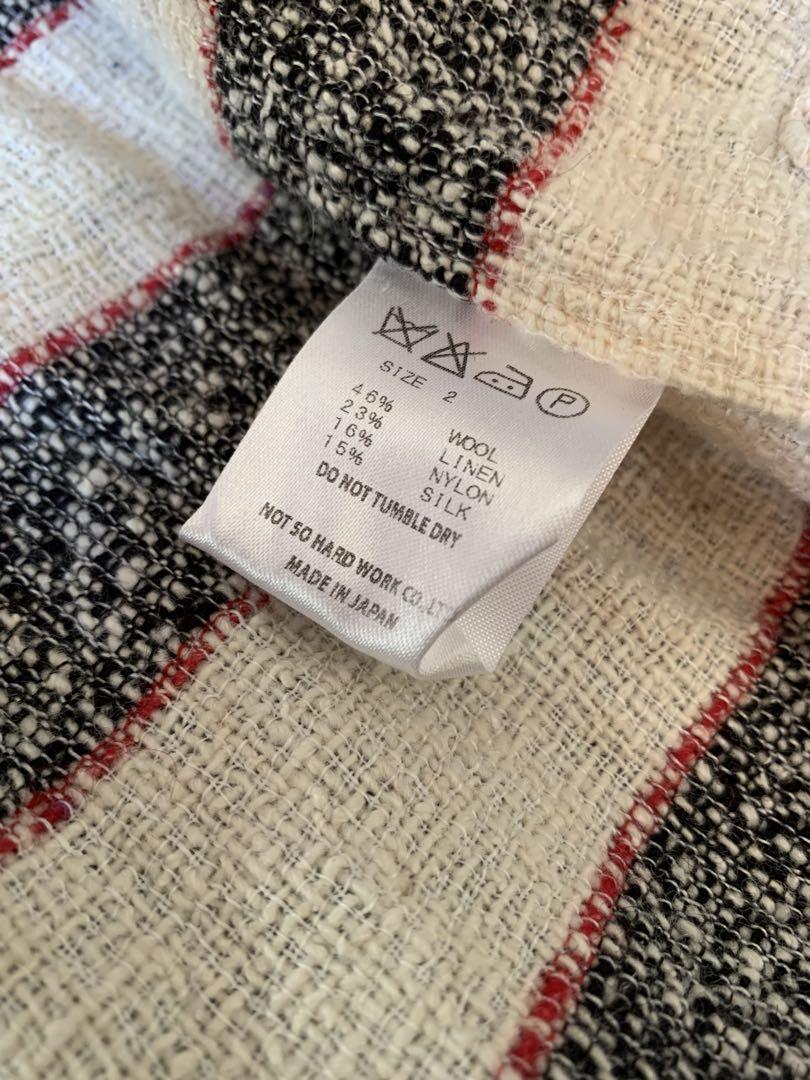 P
SIZE 2
46% WOOL
23% LINEN
16% NYLON
15% SILK
DO NOT TUMBLE DRY
NOT SO HARD WORK CO.,LT
MADE IN JAPAN